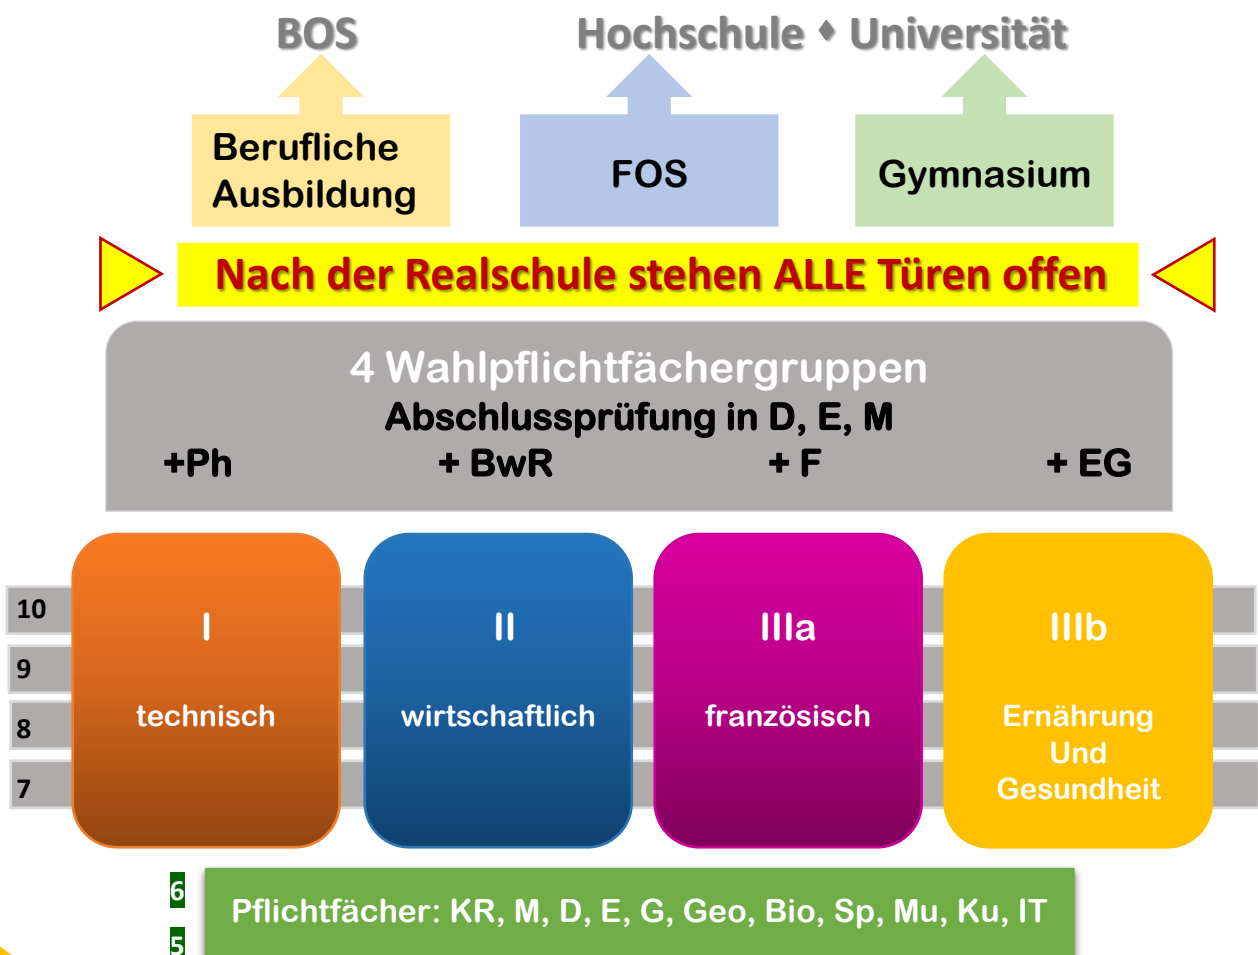 BOS
Hochschule ♦ Universität
Berufliche
Ausbildung
FOS
Gymnasium
Nach der Realschule stehen ALLE Türen offen
4 Wahlpflichtfächergruppen
Abschlussprüfung in D, E, M
+Ph
+ BwR
+ F
+ EG
10
9
8
7
I
technisch
II
wirtschaftlich
IIIa
französisch
IIIb
Ernährung
Und
Gesundheit
6
5
Pflichtfächer: KR, M, D, E, G, Geo, Bio, Sp, Mu, Ku, IT